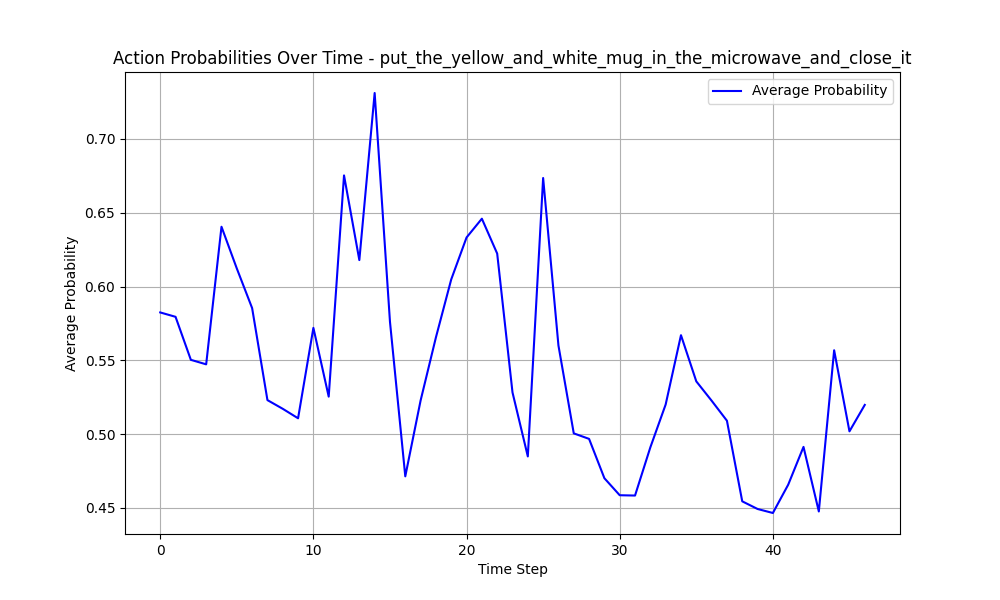 Action Probabilities Over Time - put_the_yellow_and_white_mug_in_the_microwave_and_close_it
Average Probability
0.70
0.65
0.60
0.55
0.50
0.45
Average Probability
0 10 20 30 40
Time Step